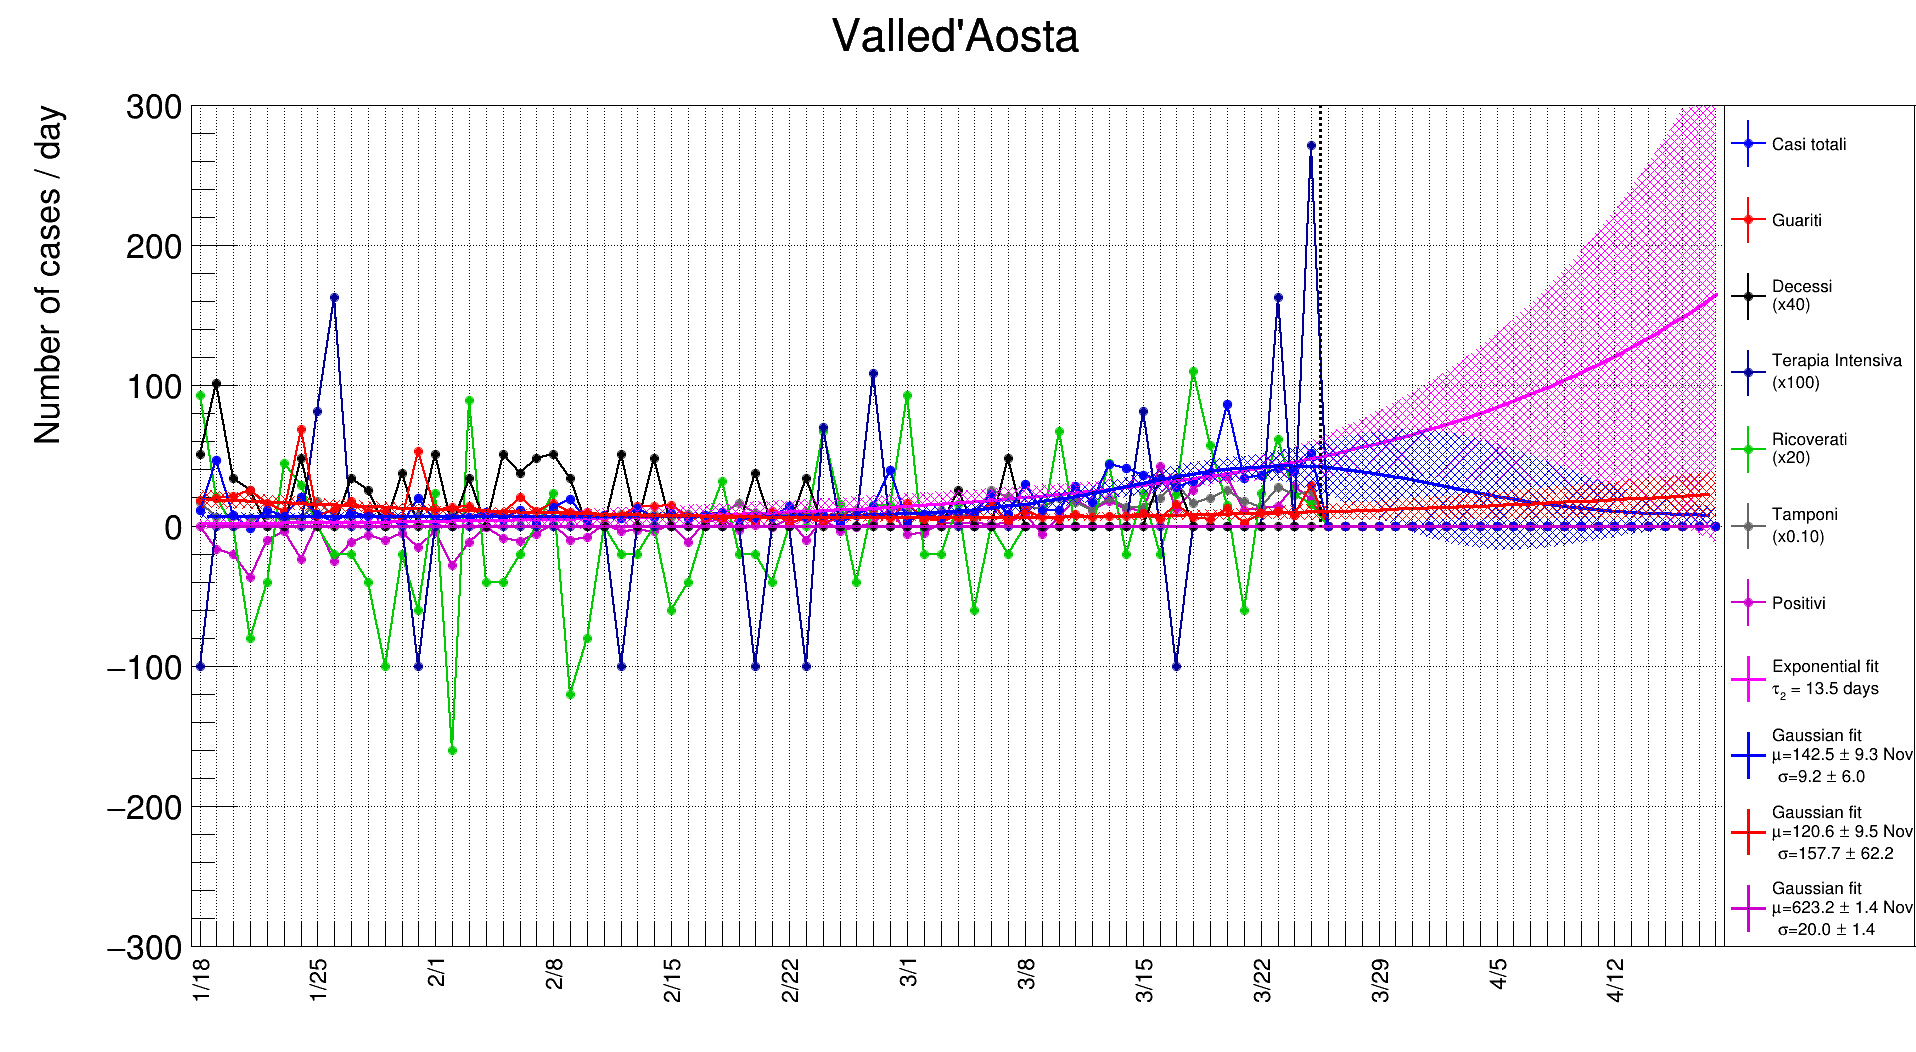 Valled'Aosta
Number of cases / day
300
200
100
0
−100
−200
−300
1/18
1/25
2/1
2/8
2/15
2/22
3/1
3/8
3/15
3/22
3/29
4/5
4/12
Casi totali
Guariti
Decessi
(x40)
Terapia Intensiva
(x100)
Ricoverati
(x20)
Tamponi
(x0.10)
Positivi
Exponential fit
τ2 = 13.5 days
Gaussian fit
μ=142.5 ± 9.3 Nov
σ=9.2 ± 6.0
Gaussian fit
μ=120.6 ± 9.5 Nov
σ=157.7 ± 62.2
Gaussian fit
μ=623.2 ± 1.4 Nov
σ=20.0 ± 1.4